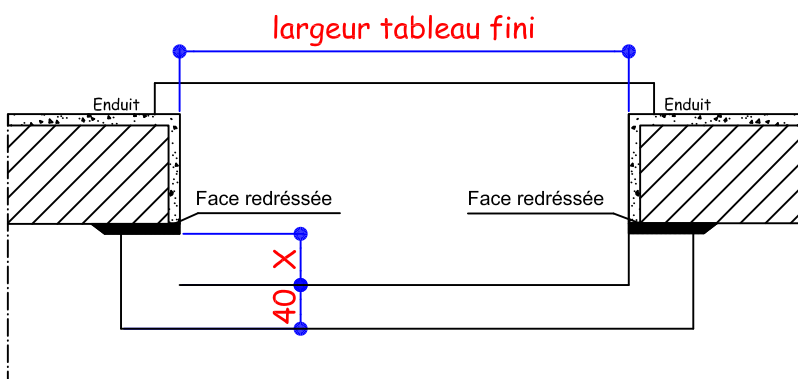 largeur tableau fini
Enduit
Enduit
Face redréssée
Face redréssée
X
40